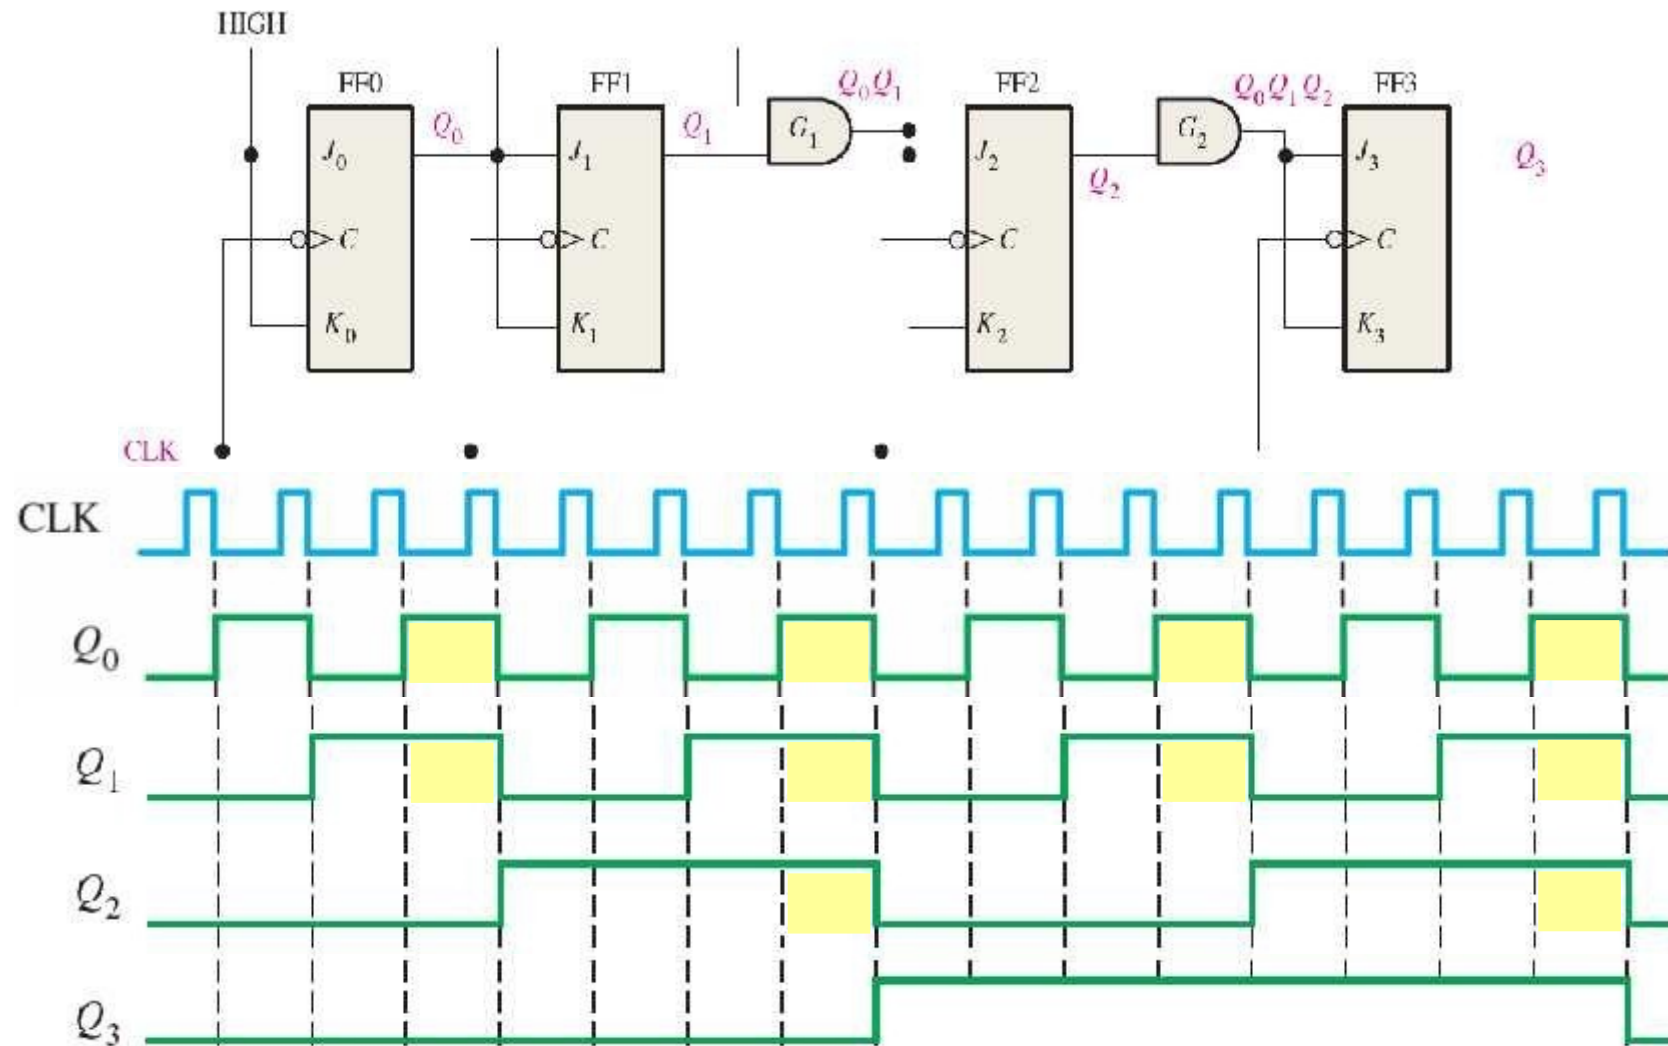 HIGH
FF0 FF1 FF2 FF3
Q0 Q1 Q0Q1 Q0Q1Q2
G1 G2
J0 J1 J2 J3 Q3
Q2
C C C C
K0 K1 K2 K3
CLK
CLK
Q0
Q1
Q2
Q3